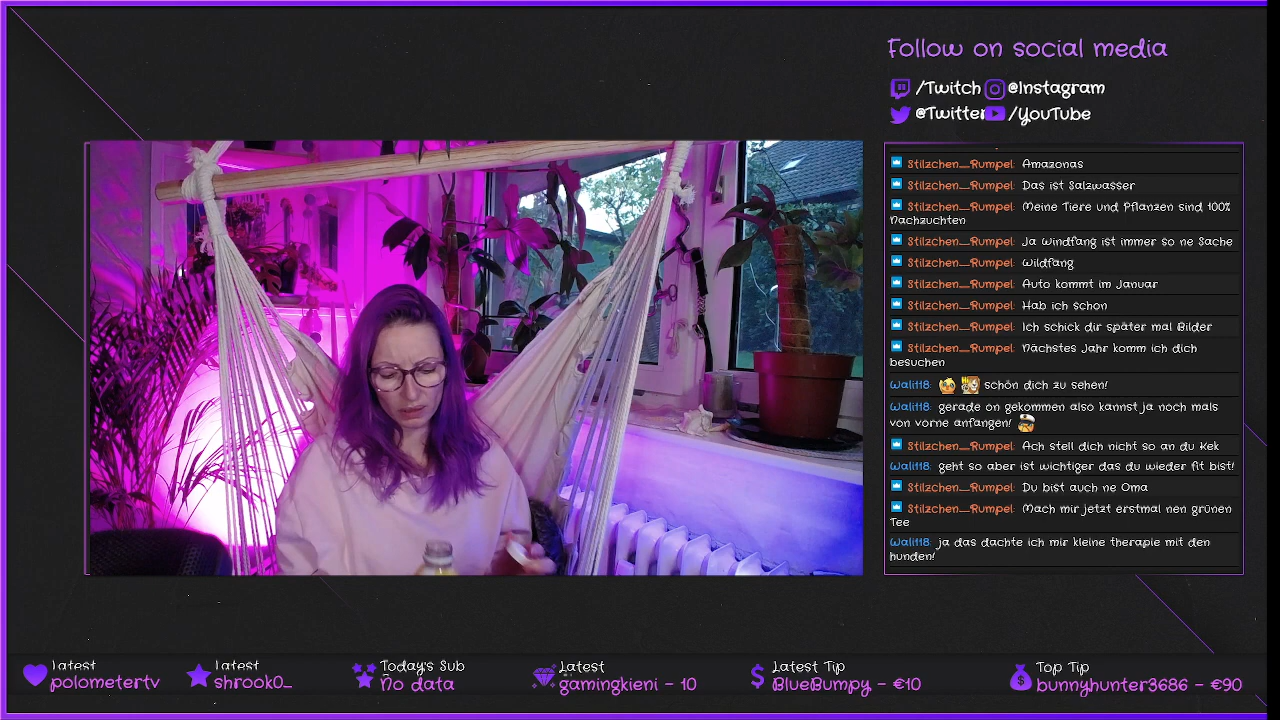 Follow on social media
/Twitch @Instagram
@Twitter /YouTube
Stilzchen_Rumpel: Amazonas
Stilzchen_Rumpel: Das ist Salzwasser
Stilzchen_Rumpel: Meine Tiere und Pflanzen sind 100%
Nachzuchten
Stilzchen_Rumpel: Ja Windfang ist immer so ne Sache
Stilzchen_Rumpel: Wildfang
Stilzchen_Rumpel: Auto kommt im Januar
Stilzchen_Rumpel: Hab ich schon
Stilzchen_Rumpel: Ich schick dir später mal Bilder
Stilzchen_Rumpel: Nächstes Jahr komm ich dich
besuchen
Wali118: schön dich zu sehen!
Wali118: gerade on gekommen also kannst ja noch mals
von vorne anfangen!
Stilzchen_Rumpel: Ach stell dich nicht so an du Kek
Wali118: geht so aber ist wichtiger das du wieder fit bist!
Stilzchen_Rumpel: Du bist auch ne Oma
Stilzchen_Rumpel: Mach mir jetzt erstmal nen grünen
Tee
Wali118: ja das dachte ich mir kleine therapie mit den
hunden!
Latest Latest Today's Sub Latest Latest Tip Top Tip
polometertv shrook0_ No data gamingkieni - 10 BlueBumpy - €10 bunnyhunter3686 - €90